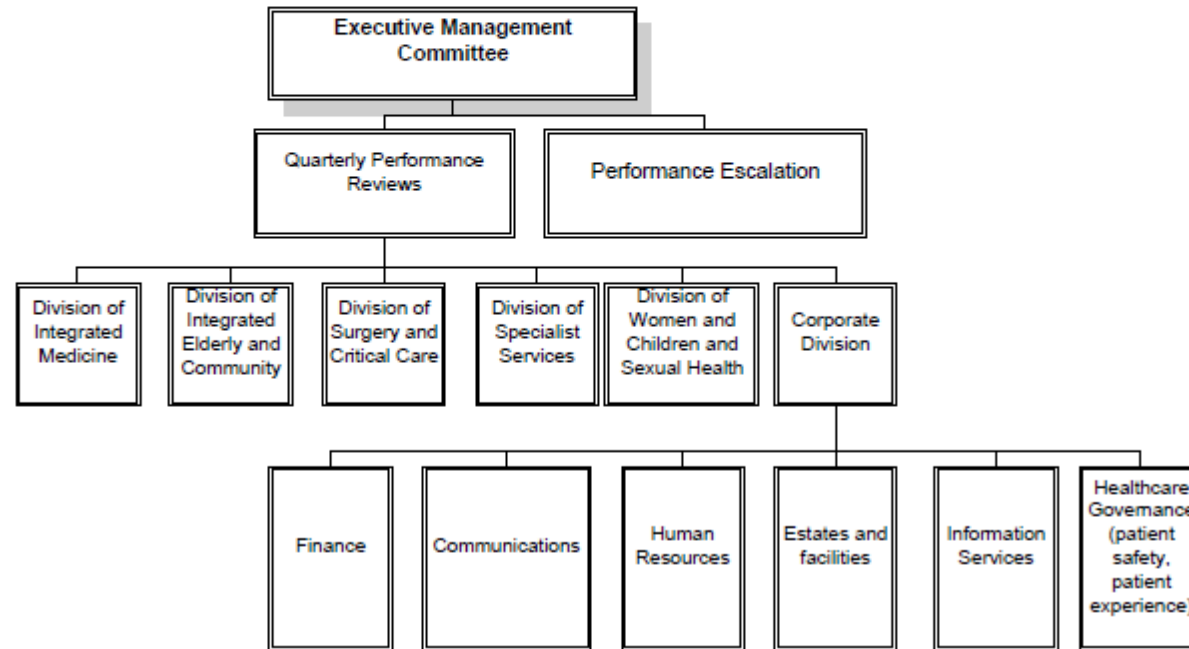 Executive Management
Committee
Quarterly Performance
Reviews
Performance Escalation
Division of
Integrated
Medicine
Division of
Integrated
Elderly and
Community
Division of
Surgery and
Critical Care
Division of
Specialist
Services
Division of
Women and
Children and
Sexual Health
Corporate
Division
Finance
Communications
Human
Resources
Estates and
facilities
Information
Services
Healthcare
Governance
(patient
safety,
patient
experience)